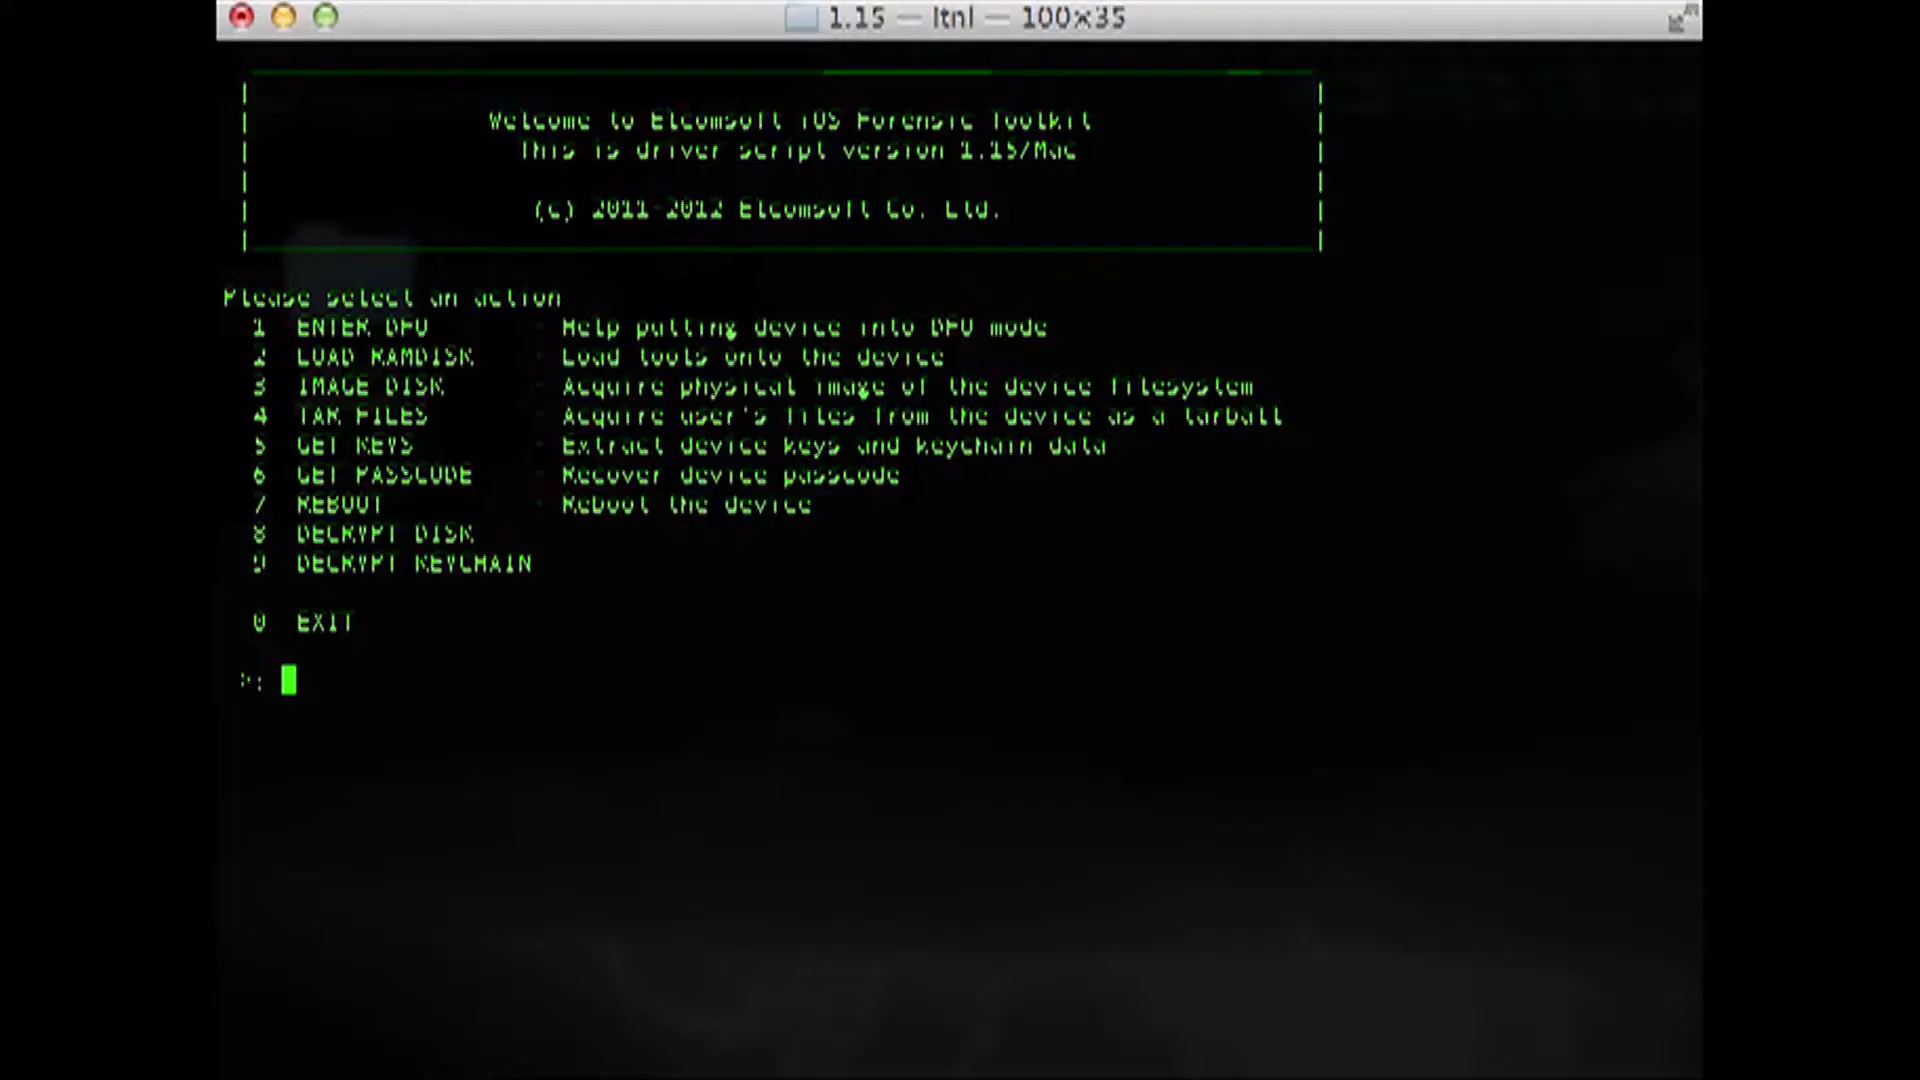 1.15 — ltnl — 100×35
Welcome to Elcomsoft iOS Forensic Toolkit
This is driver script version 1.15/Mac
(c) 2011-2012 Elcomsoft Co. Ltd.
Please select an action
1 ENTER DFU - Help putting device into DFU mode
2 LOAD RAMDISK - Load tools onto the device
3 IMAGE DISK - Acquire physical image of the device filesystem
4 TAR FILES - Acquire user's files from the device as a tarball
5 GET KEYS - Extract device keys and keychain data
6 GET PASSCODE - Recover device passcode
7 REBOOT - Reboot the device
8 DECRYPT DISK
9 DECRYPT KEYCHAIN
0 EXIT
>: